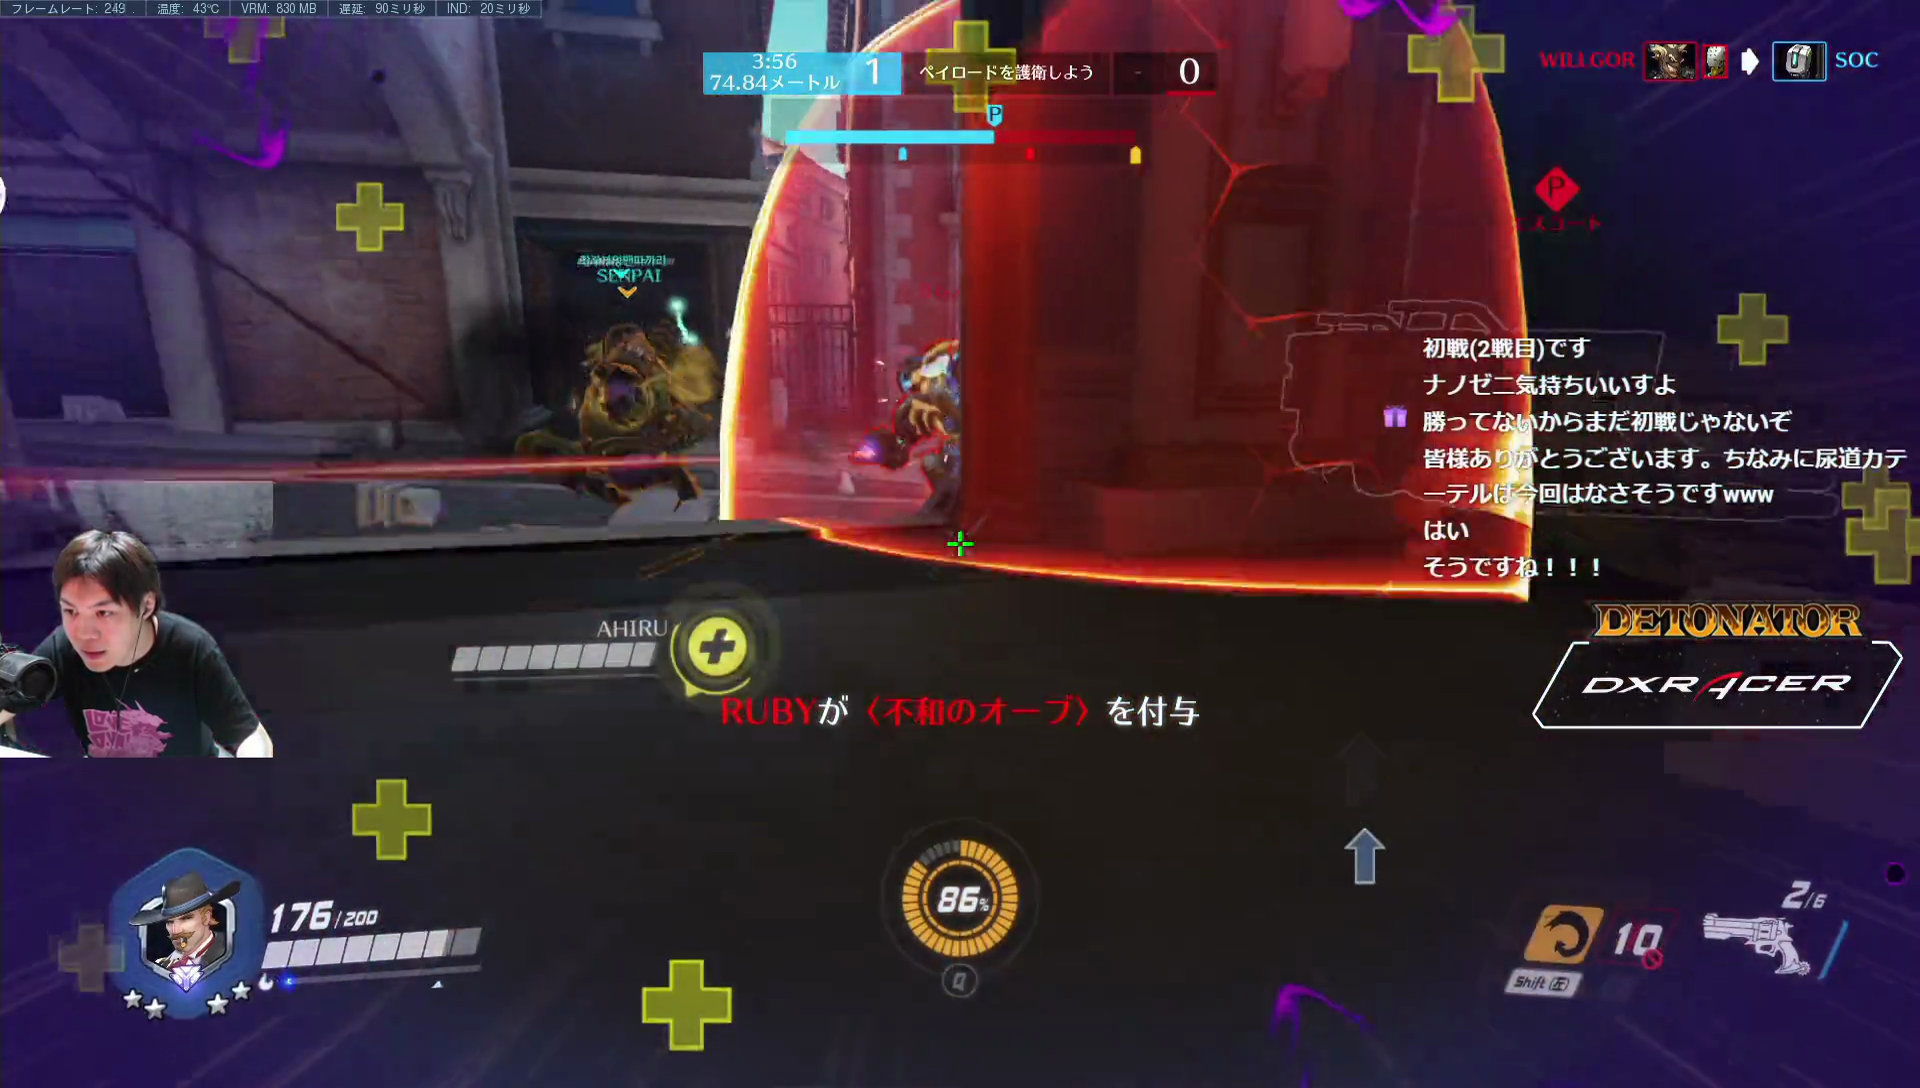 フレームレート: 249 .
温度: 43℃
VRM: 830 MB
遅延: 90ミリ秒
IND: 20ミリ秒
3:56
74.84メートル
1
ペイロードを護衛しよう
-
0
P
WILLGOR
SOC
P
SENPAI
初戦(2戦目)です
ナノゼニ気持ちいいすよ
勝ってないからまだ初戦じゃないぞ
皆様ありがとうございます。ちなみに尿道カテ
ーテルは今回はなさそうですwww
はい
そうですね！！！
DETONATOR
DXRACER
AHIRU
RUBYが〈不和のオーブ〉を付与
176/200
86%
Q
10
Shift (左)
2/6